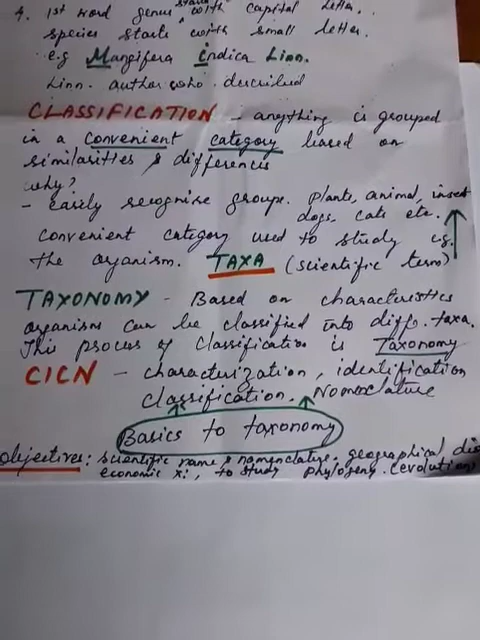 4. 1st word genus starts with capital letter.
species starts with small letter.
e.g Mangifera indica Linn.
Linn. author who described
CLASSIFICATION - anything is grouped
in a convenient category based on
similarities & differences
why?
- easily recognise groups. plants, animal, insect
dogs, cats etc.
convenient category used to study e.g.
the organism. TAXA (scientific term)
TAXONOMY - Based on characteristics
organism can be classified into diff. taxa.
This process of classification is Taxonomy
CICN - characterization, identification
classification. Nomoclature
Basics to taxonomy
Objectives: scientific name & nomenclature, geographical dis
economic x:, to study phylogeny (evolution)